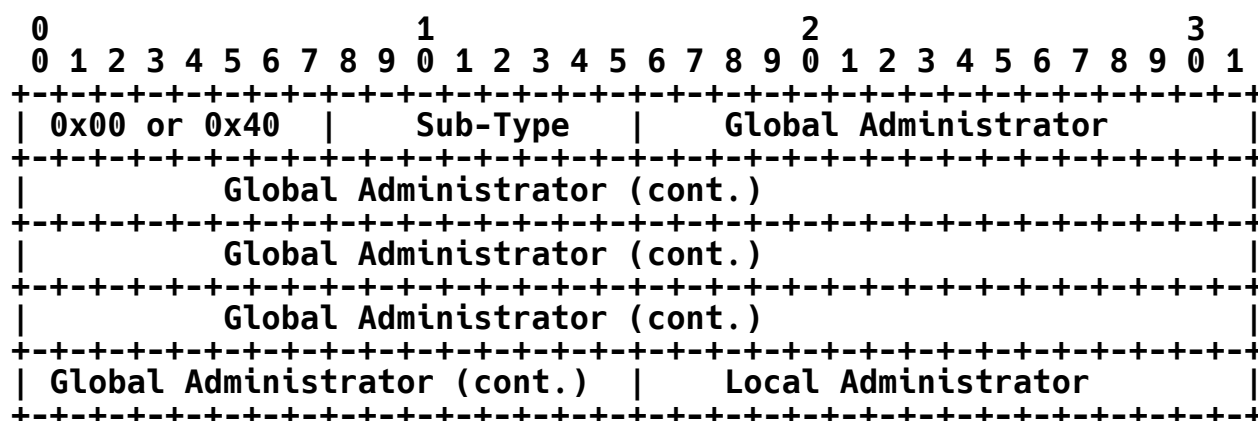 0                   1                   2                   3
 0 1 2 3 4 5 6 7 8 9 0 1 2 3 4 5 6 7 8 9 0 1 2 3 4 5 6 7 8 9 0 1
+-+-+-+-+-+-+-+-+-+-+-+-+-+-+-+-+-+-+-+-+-+-+-+-+-+-+-+-+-+-+-+-+
| 0x00 or 0x40  |    Sub-Type   |    Global Administrator       |
+-+-+-+-+-+-+-+-+-+-+-+-+-+-+-+-+-+-+-+-+-+-+-+-+-+-+-+-+-+-+-+-+
|          Global Administrator (cont.)                         |
+-+-+-+-+-+-+-+-+-+-+-+-+-+-+-+-+-+-+-+-+-+-+-+-+-+-+-+-+-+-+-+-+
|          Global Administrator (cont.)                         |
+-+-+-+-+-+-+-+-+-+-+-+-+-+-+-+-+-+-+-+-+-+-+-+-+-+-+-+-+-+-+-+-+
|          Global Administrator (cont.)                         |
+-+-+-+-+-+-+-+-+-+-+-+-+-+-+-+-+-+-+-+-+-+-+-+-+-+-+-+-+-+-+-+-+
| Global Administrator (cont.)  |    Local Administrator        |
+-+-+-+-+-+-+-+-+-+-+-+-+-+-+-+-+-+-+-+-+-+-+-+-+-+-+-+-+-+-+-+-+